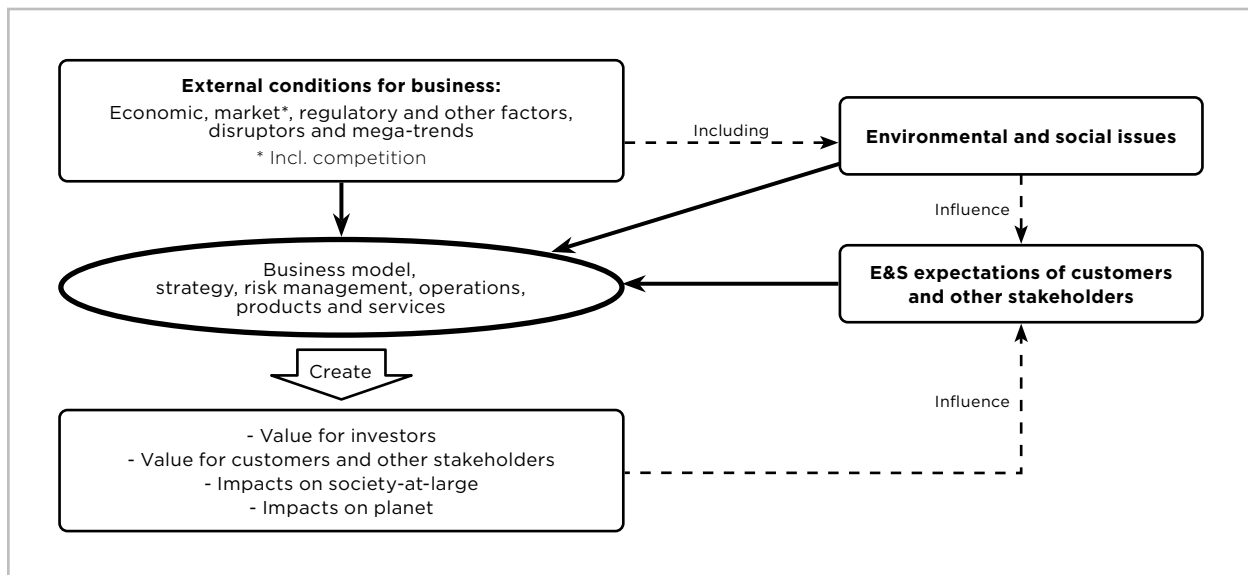 External conditions for business:
Economic, market*, regulatory and other factors,
disruptors and mega-trends
* Incl. competition
Including
Environmental and social issues
Influence
Business model,
strategy, risk management, operations,
products and services
E&S expectations of customers
and other stakeholders
Create
Influence
- Value for investors
- Value for customers and other stakeholders
- Impacts on society-at-large
- Impacts on planet